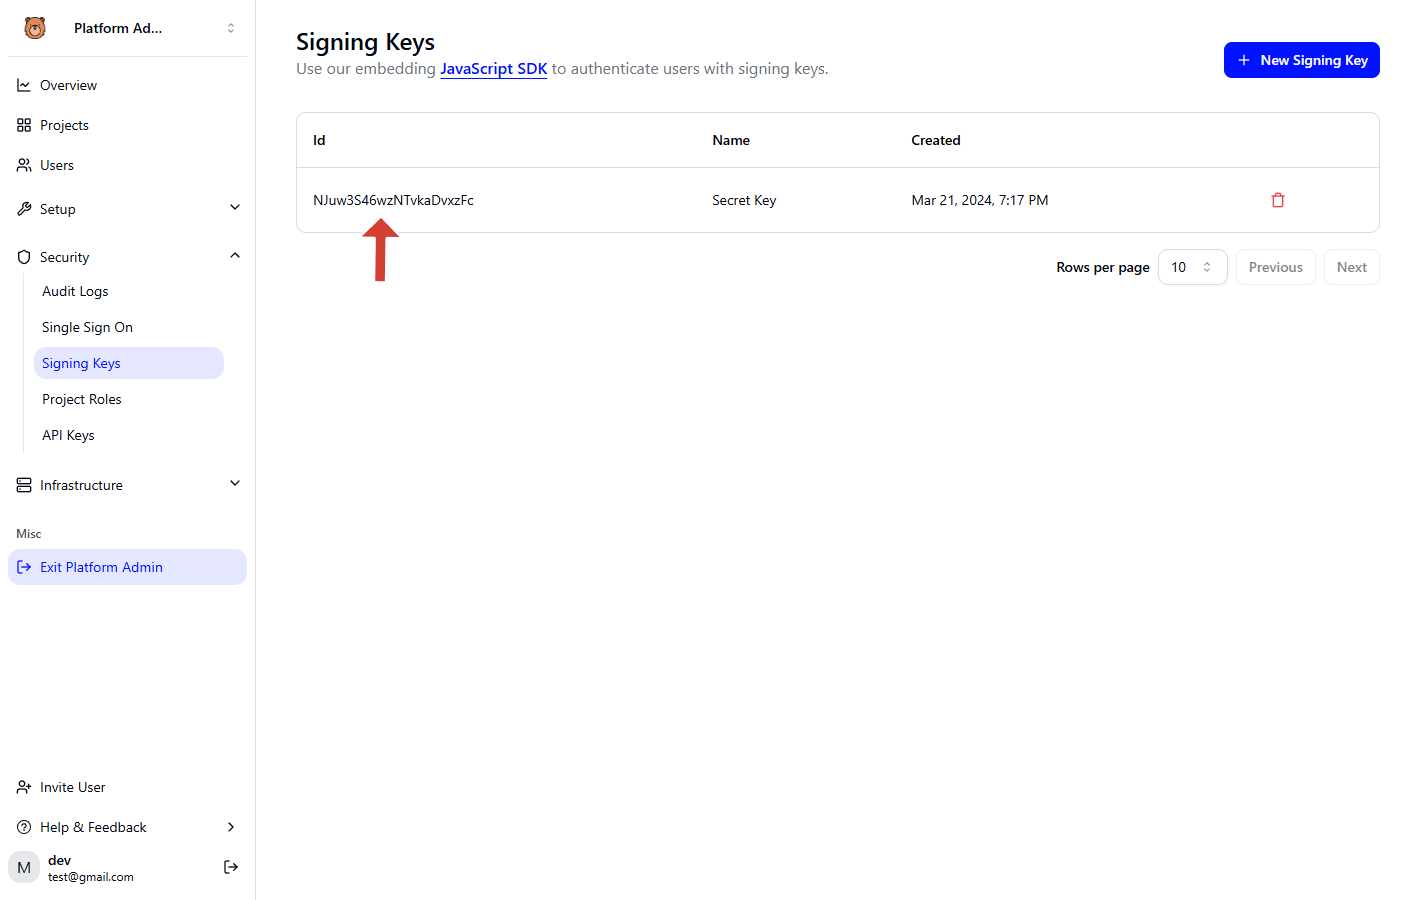 Platform Ad...
Overview
Projects
Users
Setup
Security
Audit Logs
Single Sign On
Signing Keys
Project Roles
API Keys
Infrastructure
Misc
Exit Platform Admin
Invite User
Help & Feedback
M
dev
test@gmail.com
Signing Keys
Use our embedding JavaScript SDK to authenticate users with signing keys.
New Signing Key
Id Name Created
NJuw3S46wzNTvkaDvxzFc Secret Key Mar 21, 2024, 7:17 PM
Rows per page 10 Previous Next